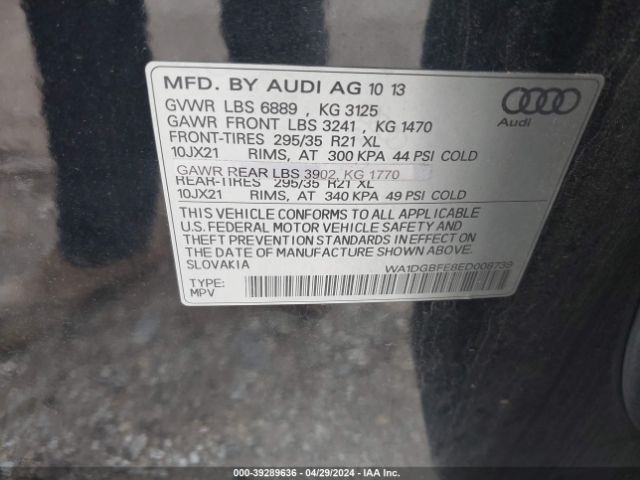 MFD. BY AUDI AG 10 13
GVWR LBS 6889 , KG 3125
GAWR FRONT LBS 3241 , KG 1470
FRONT-TIRES 295/35 R21 XL
10JX21 RIMS, AT 300 KPA 44 PSI COLD
GAWR REAR LBS 3902, KG 1770
REAR-TIRES 295/35 R21 XL
10JX21 RIMS, AT 340 KPA 49 PSI COLD
THIS VEHICLE CONFORMS TO ALL APPLICABLE
U.S. FEDERAL MOTOR VEHICLE SAFETY AND
THEFT PREVENTION STANDARDS IN EFFECT ON
THE DATE OF MANUFACTURE SHOWN ABOVE.
SLOVAKIA
WA1DGBFE8ED008739
TYPE:
MPV
Audi
000-39289636 - 04/29/2024 - IAA Inc.